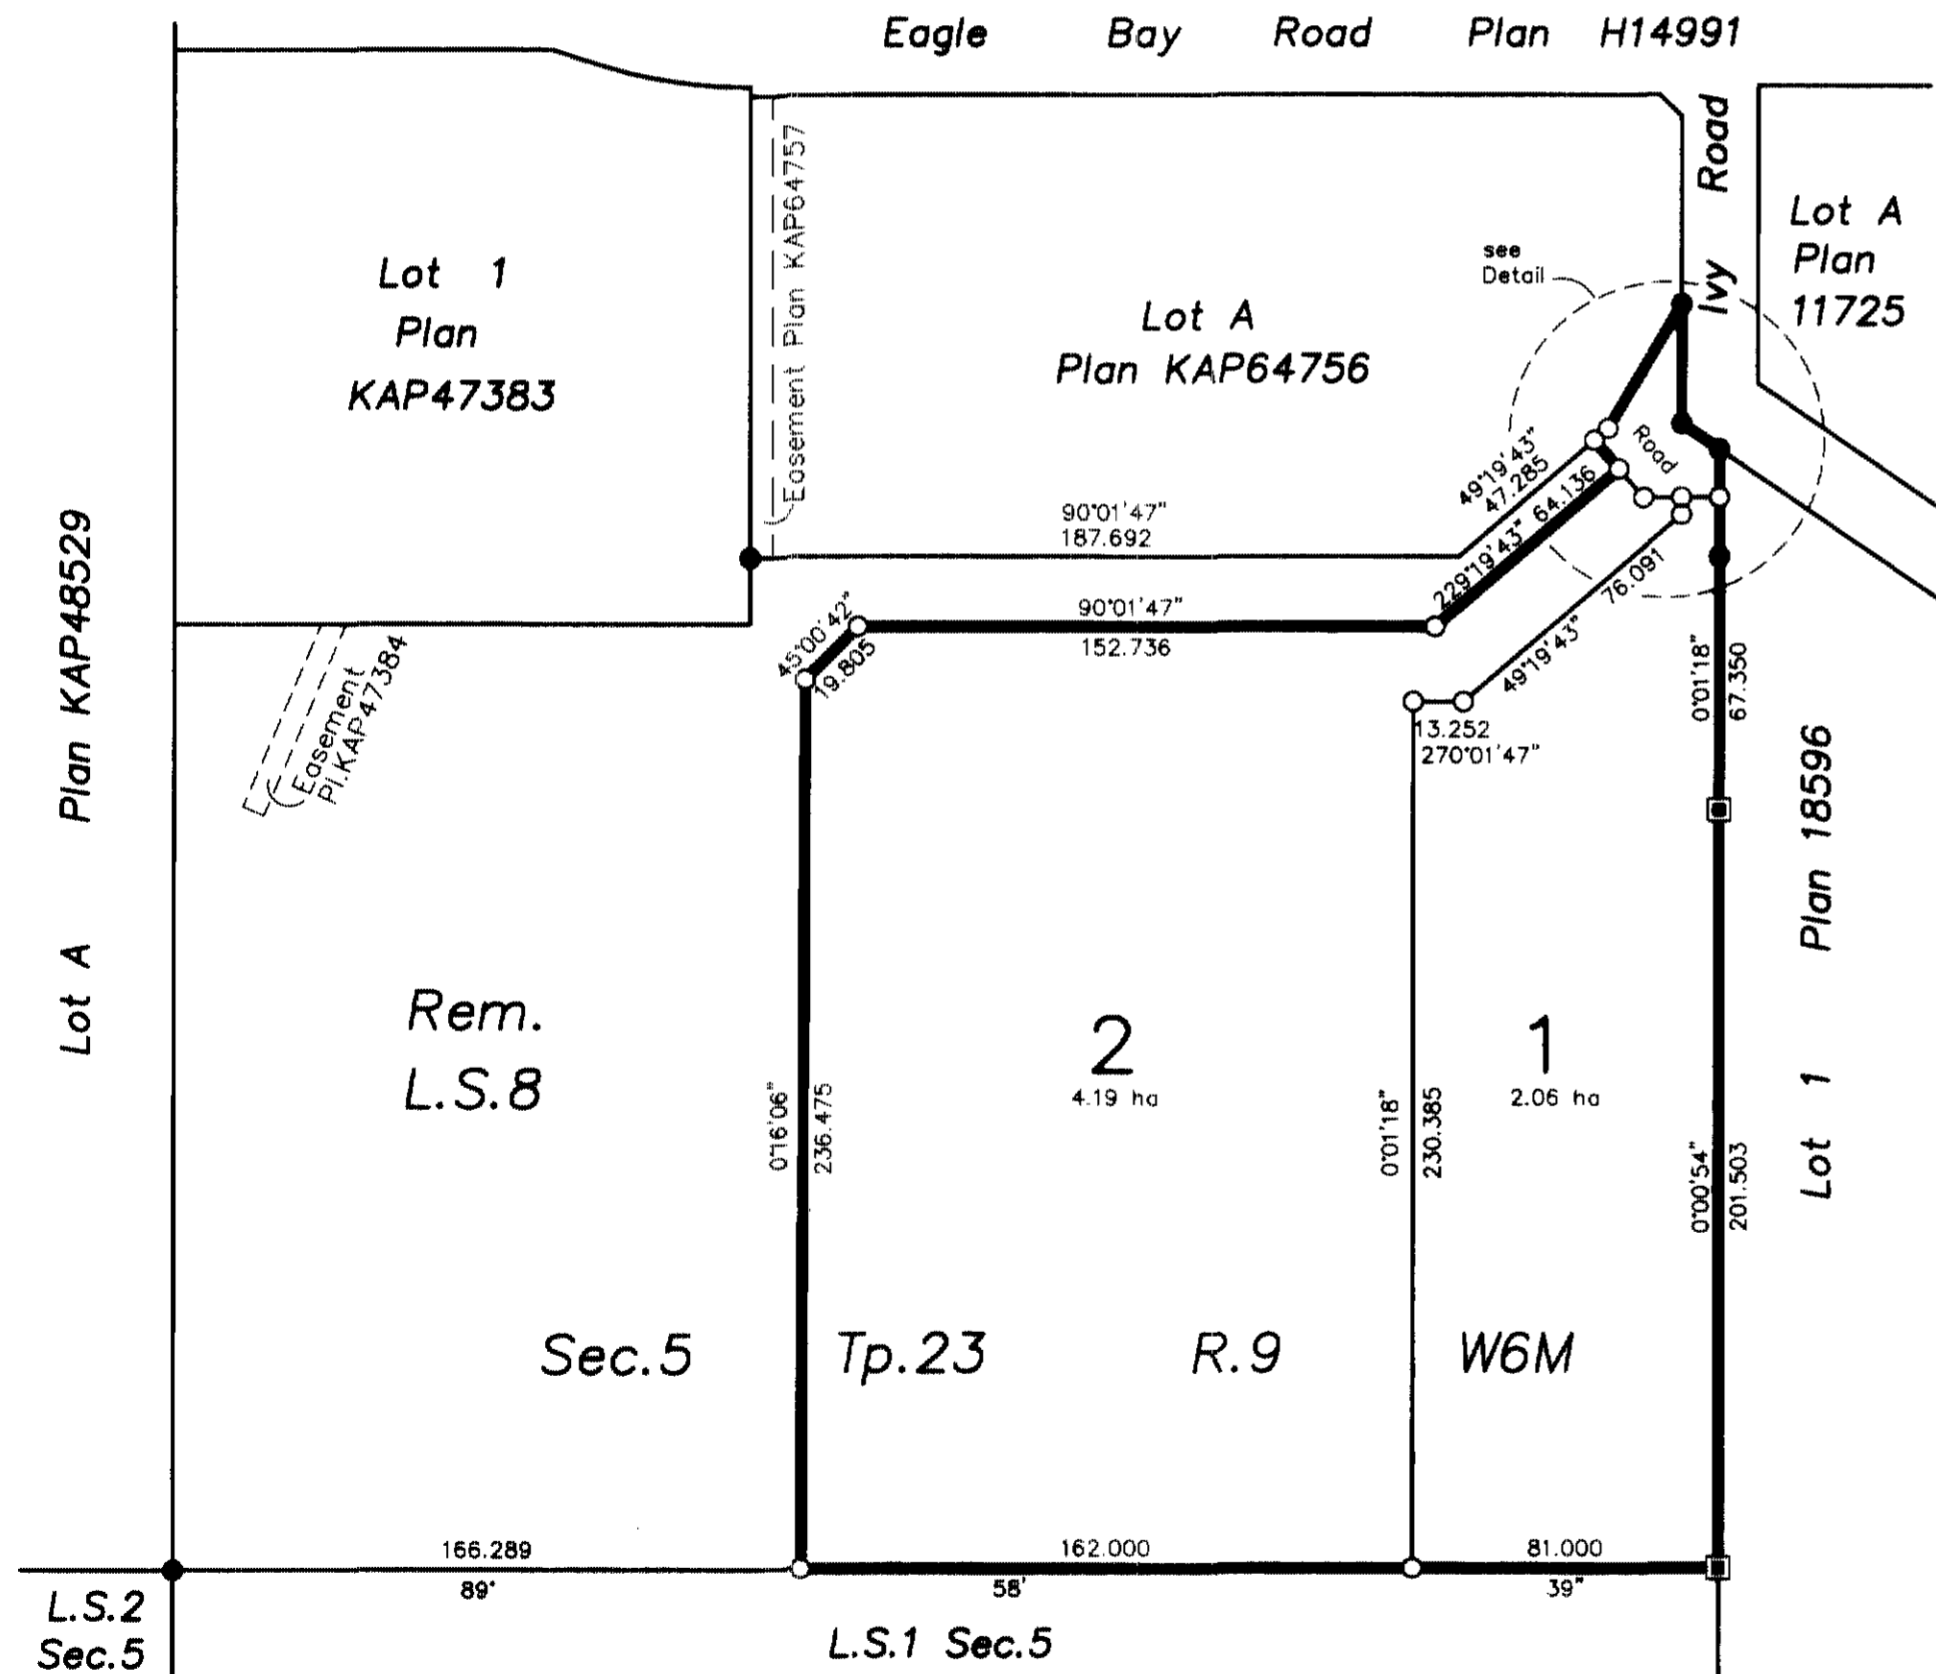 Eagle Bay Road Plan H14991
Ivy Road
Lot 1
Plan
KAP47383
Easement Plan KAP64757
Lot A
Plan KAP64756
see
Detail
Lot A
Plan
11725
Road
49°19'43"
47.285
90°01'47"
187.692
229°19'43" 64.136
76.091
49°19'43"
90°01'47"
152.736
45°00'42"
19.805
13.252
270°01'47"
0°01'18"
67.350
Easement
Pl.KAP47384
Lot A Plan KAP48529
Lot 1 Plan 18596
Rem.
L.S.8
2
4.19 ha
1
2.06 ha
0°16'06"
236.475
0°01'18"
230.385
0°00'54"
201.503
Sec.5 Tp.23 R.9 W6M
166.289 162.000 81.000
89° 58' 39"
L.S.2
Sec.5
L.S.1 Sec.5